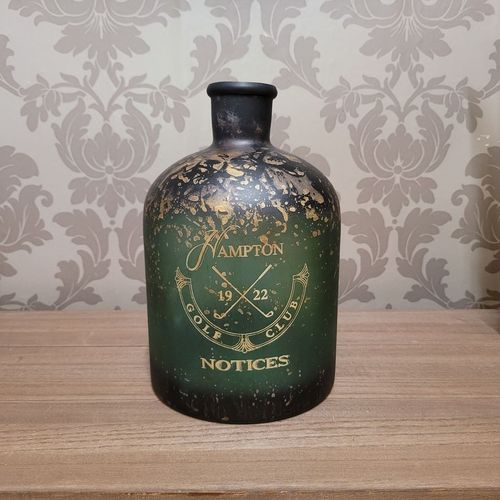 HAMPTON
19 22
GOLF CLUB
NOTICES